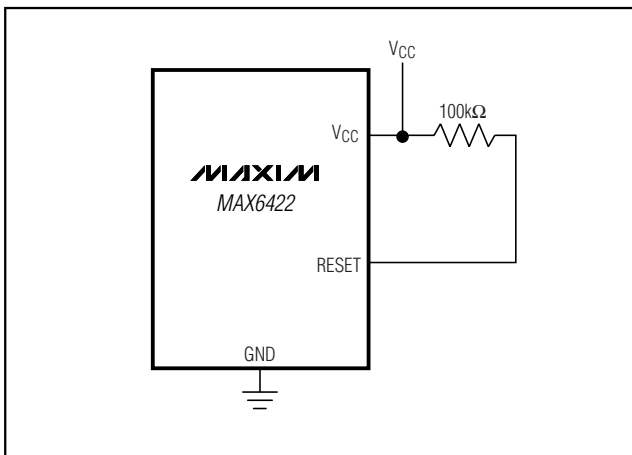 VCC
100kΩ
VCC
MAXIM
MAX6422
RESET
GND